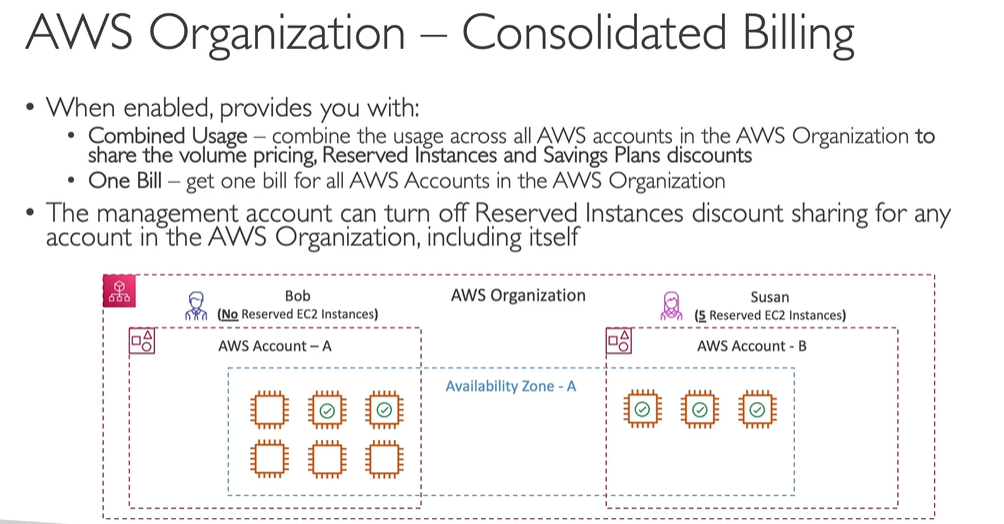 AWS Organization – Consolidated Billing
• When enabled, provides you with:
• Combined Usage – combine the usage across all AWS accounts in the AWS Organization to
share the volume pricing, Reserved Instances and Savings Plans discounts
• One Bill – get one bill for all AWS Accounts in the AWS Organization
• The management account can turn off Reserved Instances discount sharing for any
account in the AWS Organization, including itself
AWS Organization
Bob
(No Reserved EC2 Instances)
Susan
(5 Reserved EC2 Instances)
AWS Account – A
AWS Account - B
Availability Zone - A